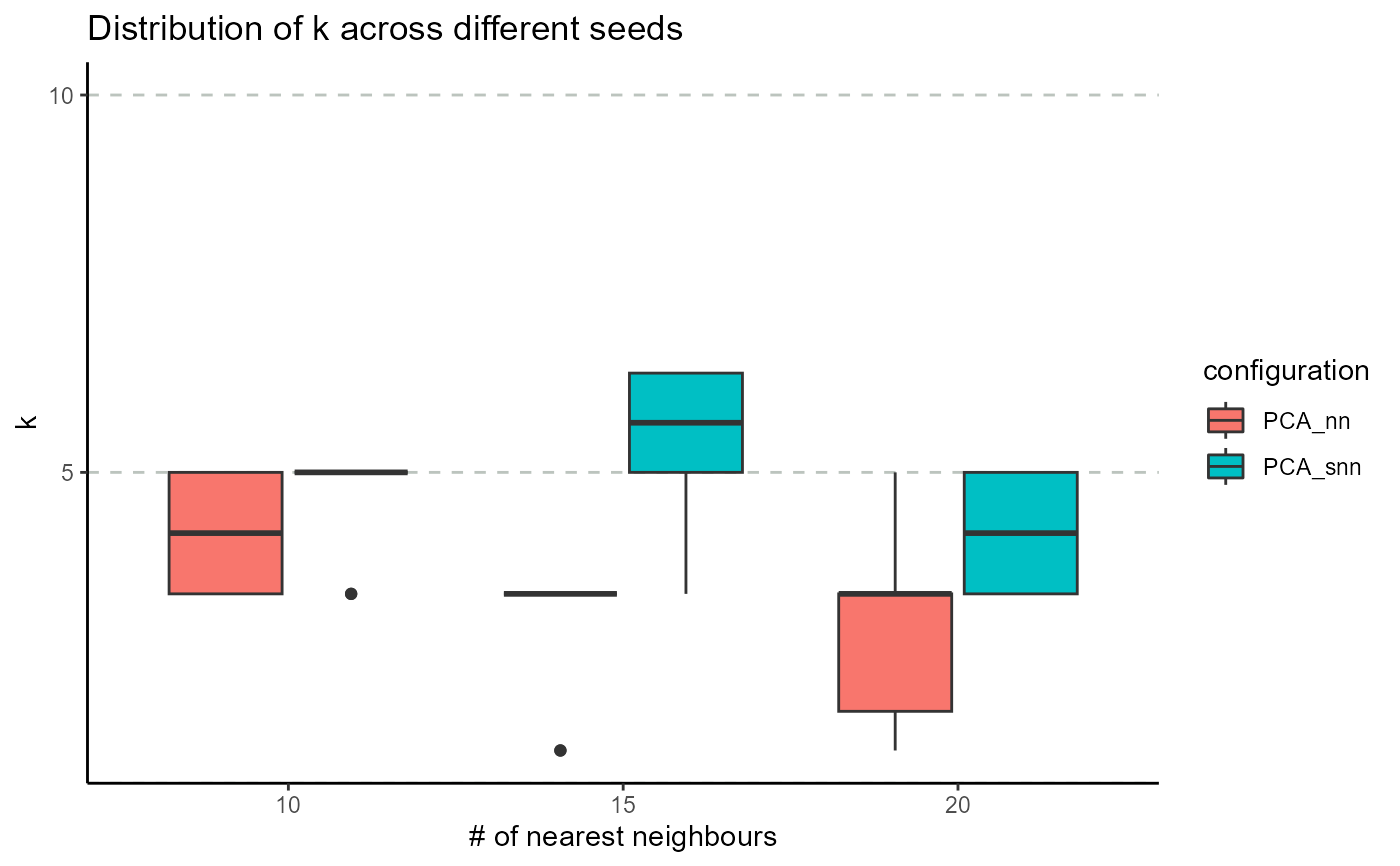 Distribution of k across different seeds
10
5
k
10
15
20
# of nearest neighbours
configuration
PCA_nn
PCA_snn